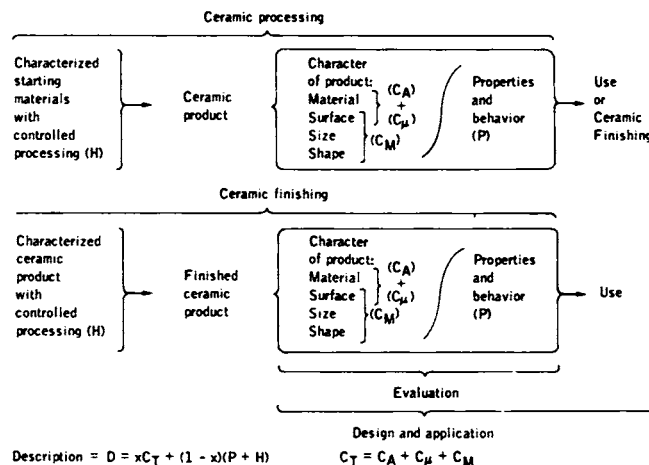 Ceramic processing
Characterized
starting
materials
with
controlled
processing (H)
Ceramic
product
Character
of product:
Material
Surface
Size
Shape
(C_A)
+
(C_μ)
(C_M)
Properties
and
behavior
(P)
Use
or
Ceramic
Finishing
Ceramic finishing
Characterized
ceramic
product
with
controlled
processing (H)
Finished
ceramic
product
Character
of product:
Material
Surface
Size
Shape
(C_A)
+
(C_μ)
(C_M)
Properties
and
behavior
(P)
Use
Evaluation
Design and application
Description = D = xC_T + (1 - x)(P + H)
C_T = C_A + C_μ + C_M